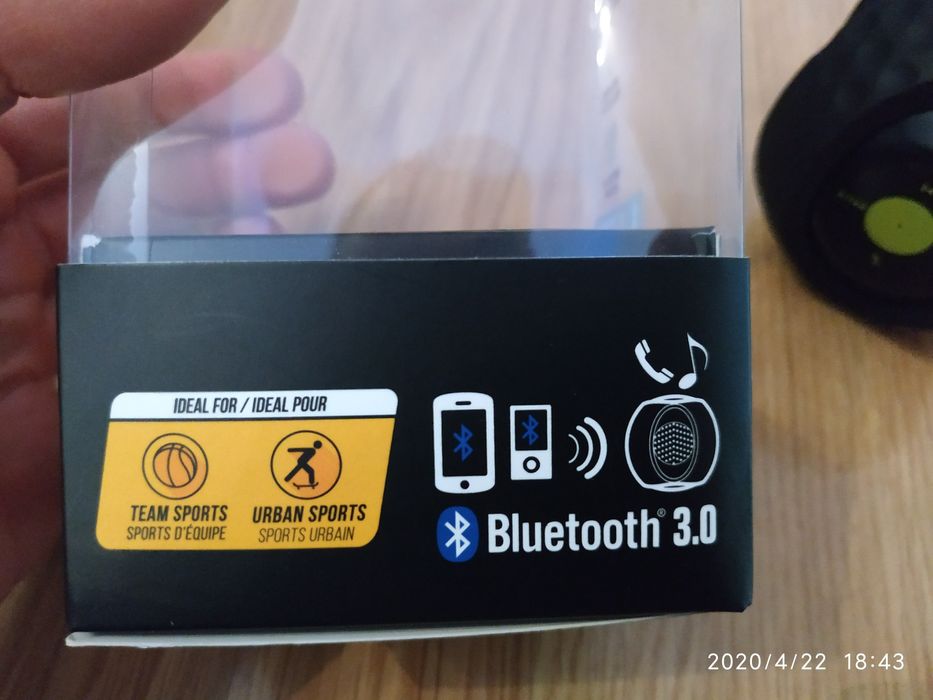 IDEAL FOR / IDEAL POUR
TEAM SPORTS
SPORTS D'ÉQUIPE
URBAN SPORTS
SPORTS URBAIN
Bluetooth® 3.0
2020/4/22 18:43